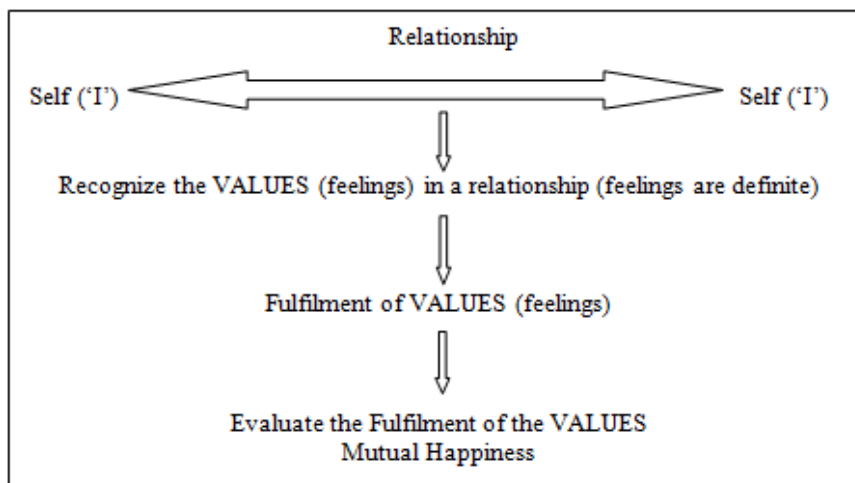 Relationship
Self (‘I’)
Self (‘I’)
Recognize the VALUES (feelings) in a relationship (feelings are definite)
Fulfilment of VALUES (feelings)
Evaluate the Fulfilment of the VALUES
Mutual Happiness